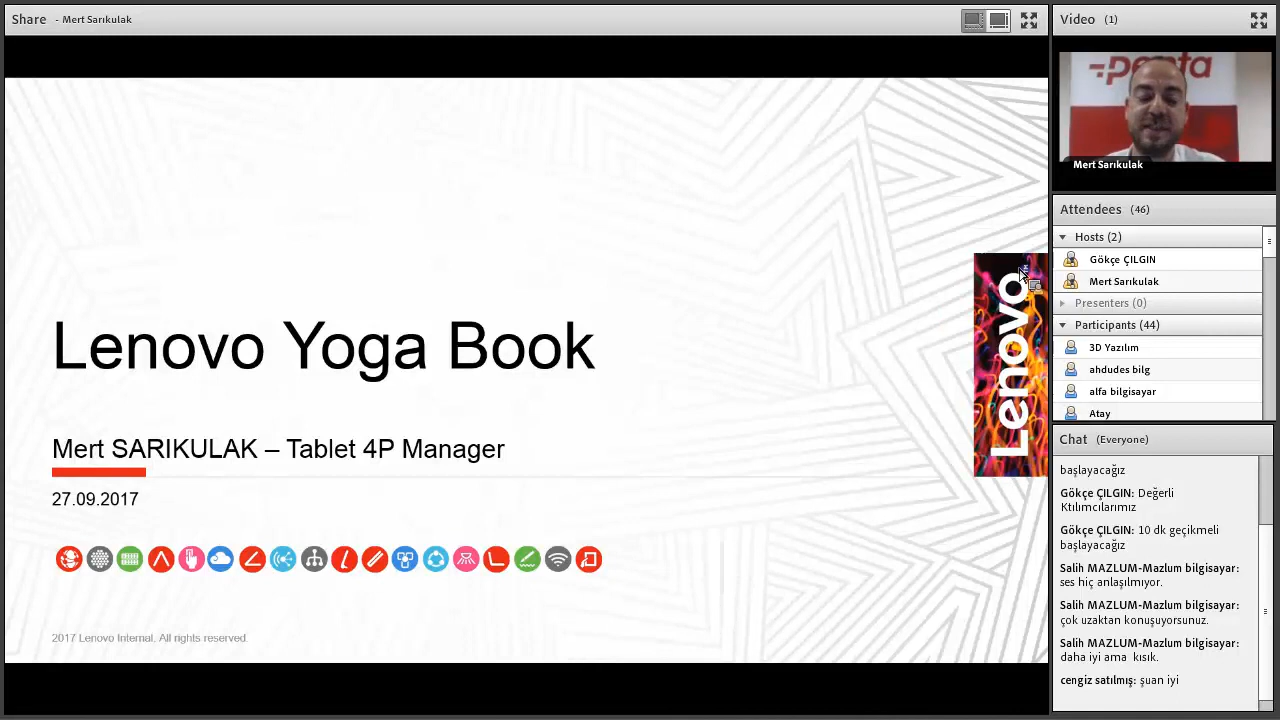 Share - Mert Sarıkulak
Lenovo Yoga Book
Mert SARIKULAK – Tablet 4P Manager
27.09.2017
2017 Lenovo Internal. All rights reserved.
Lenovo
TM
Video (1)
penta
Mert Sarıkulak
Attendees (46)
Hosts (2)
Gökçe ÇILGIN
Mert Sarıkulak
Presenters (0)
Participants (44)
3D Yazılım
ahdudes bilg
alfa bilgisayar
Atay
Chat (Everyone)
başlayacağız
Gökçe ÇILGIN: Değerli
Ktılımcılarımız
Gökçe ÇILGIN: 10 dk geçikmeli
başlayacağız
Salih MAZLUM-Mazlum bilgisayar:
ses hiç anlaşılmıyor.
Salih MAZLUM-Mazlum bilgisayar:
çok uzaktan konuşuyorsunuz.
Salih MAZLUM-Mazlum bilgisayar:
daha iyi ama kısık.
cengiz satılmış: şuan iyi